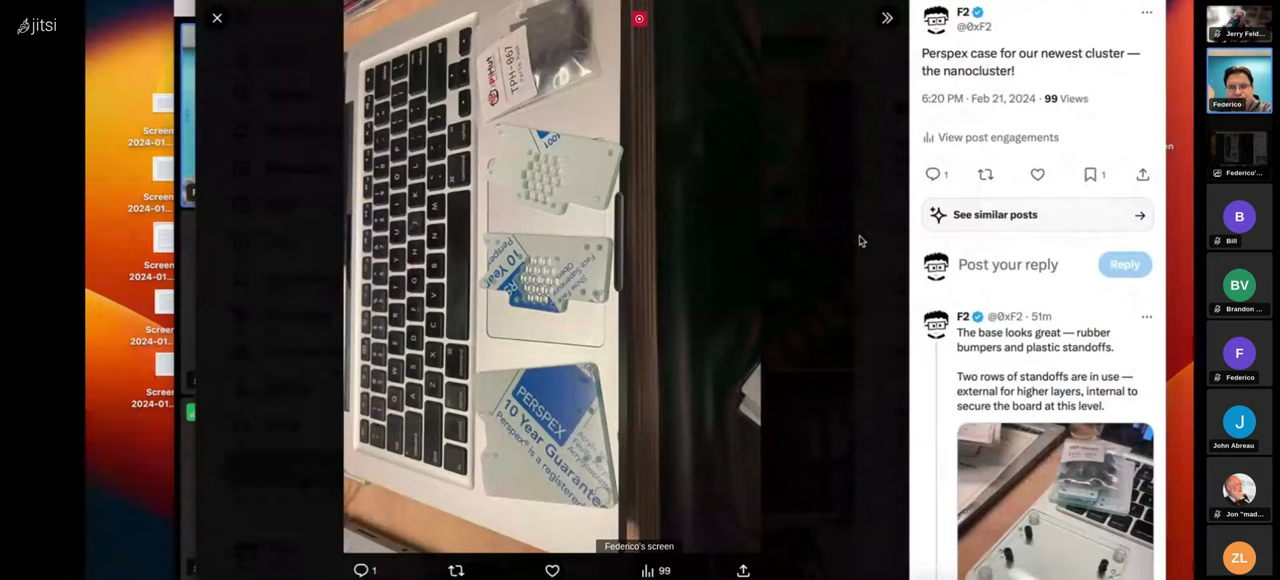 jitsi
Screen
2024-01...
Screen
2024-01...
Screen
2024-01...
Screen
2024-01...
Screen
2024-01...
TPH-067
PERSPEX
10 Year Guarantee
Perspex® is a registered
1
99
Federico's screen
F2
@0xF2
Perspex case for our newest cluster —
the nanocluster!
6:20 PM · Feb 21, 2024 · 99 Views
View post engagements
1
1
See similar posts
Post your reply
Reply
F2 @0xF2 · 51m
The base looks great — rubber
bumpers and plastic standoffs.
Two rows of standoffs are in use —
external for higher layers, internal to
secure the board at this level.
Jerry Feld...
Federico
Federico'...
B
Bill
BV
Brandon ...
F
Federico
J
John Abreau
Jon "mad...
ZL